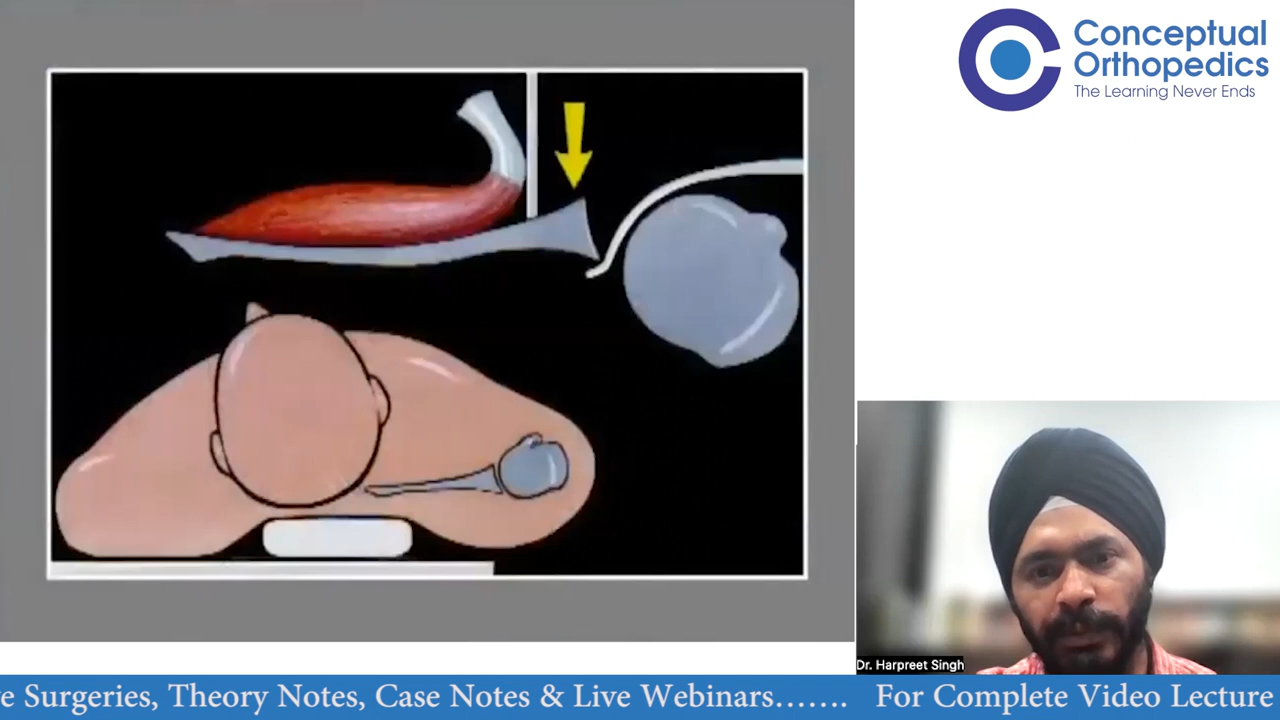 Conceptual
Orthopedics
The Learning Never Ends
Dr. Harpreet Singh
e Surgeries, Theory Notes, Case Notes & Live Webinars....... For Complete Video Lecture